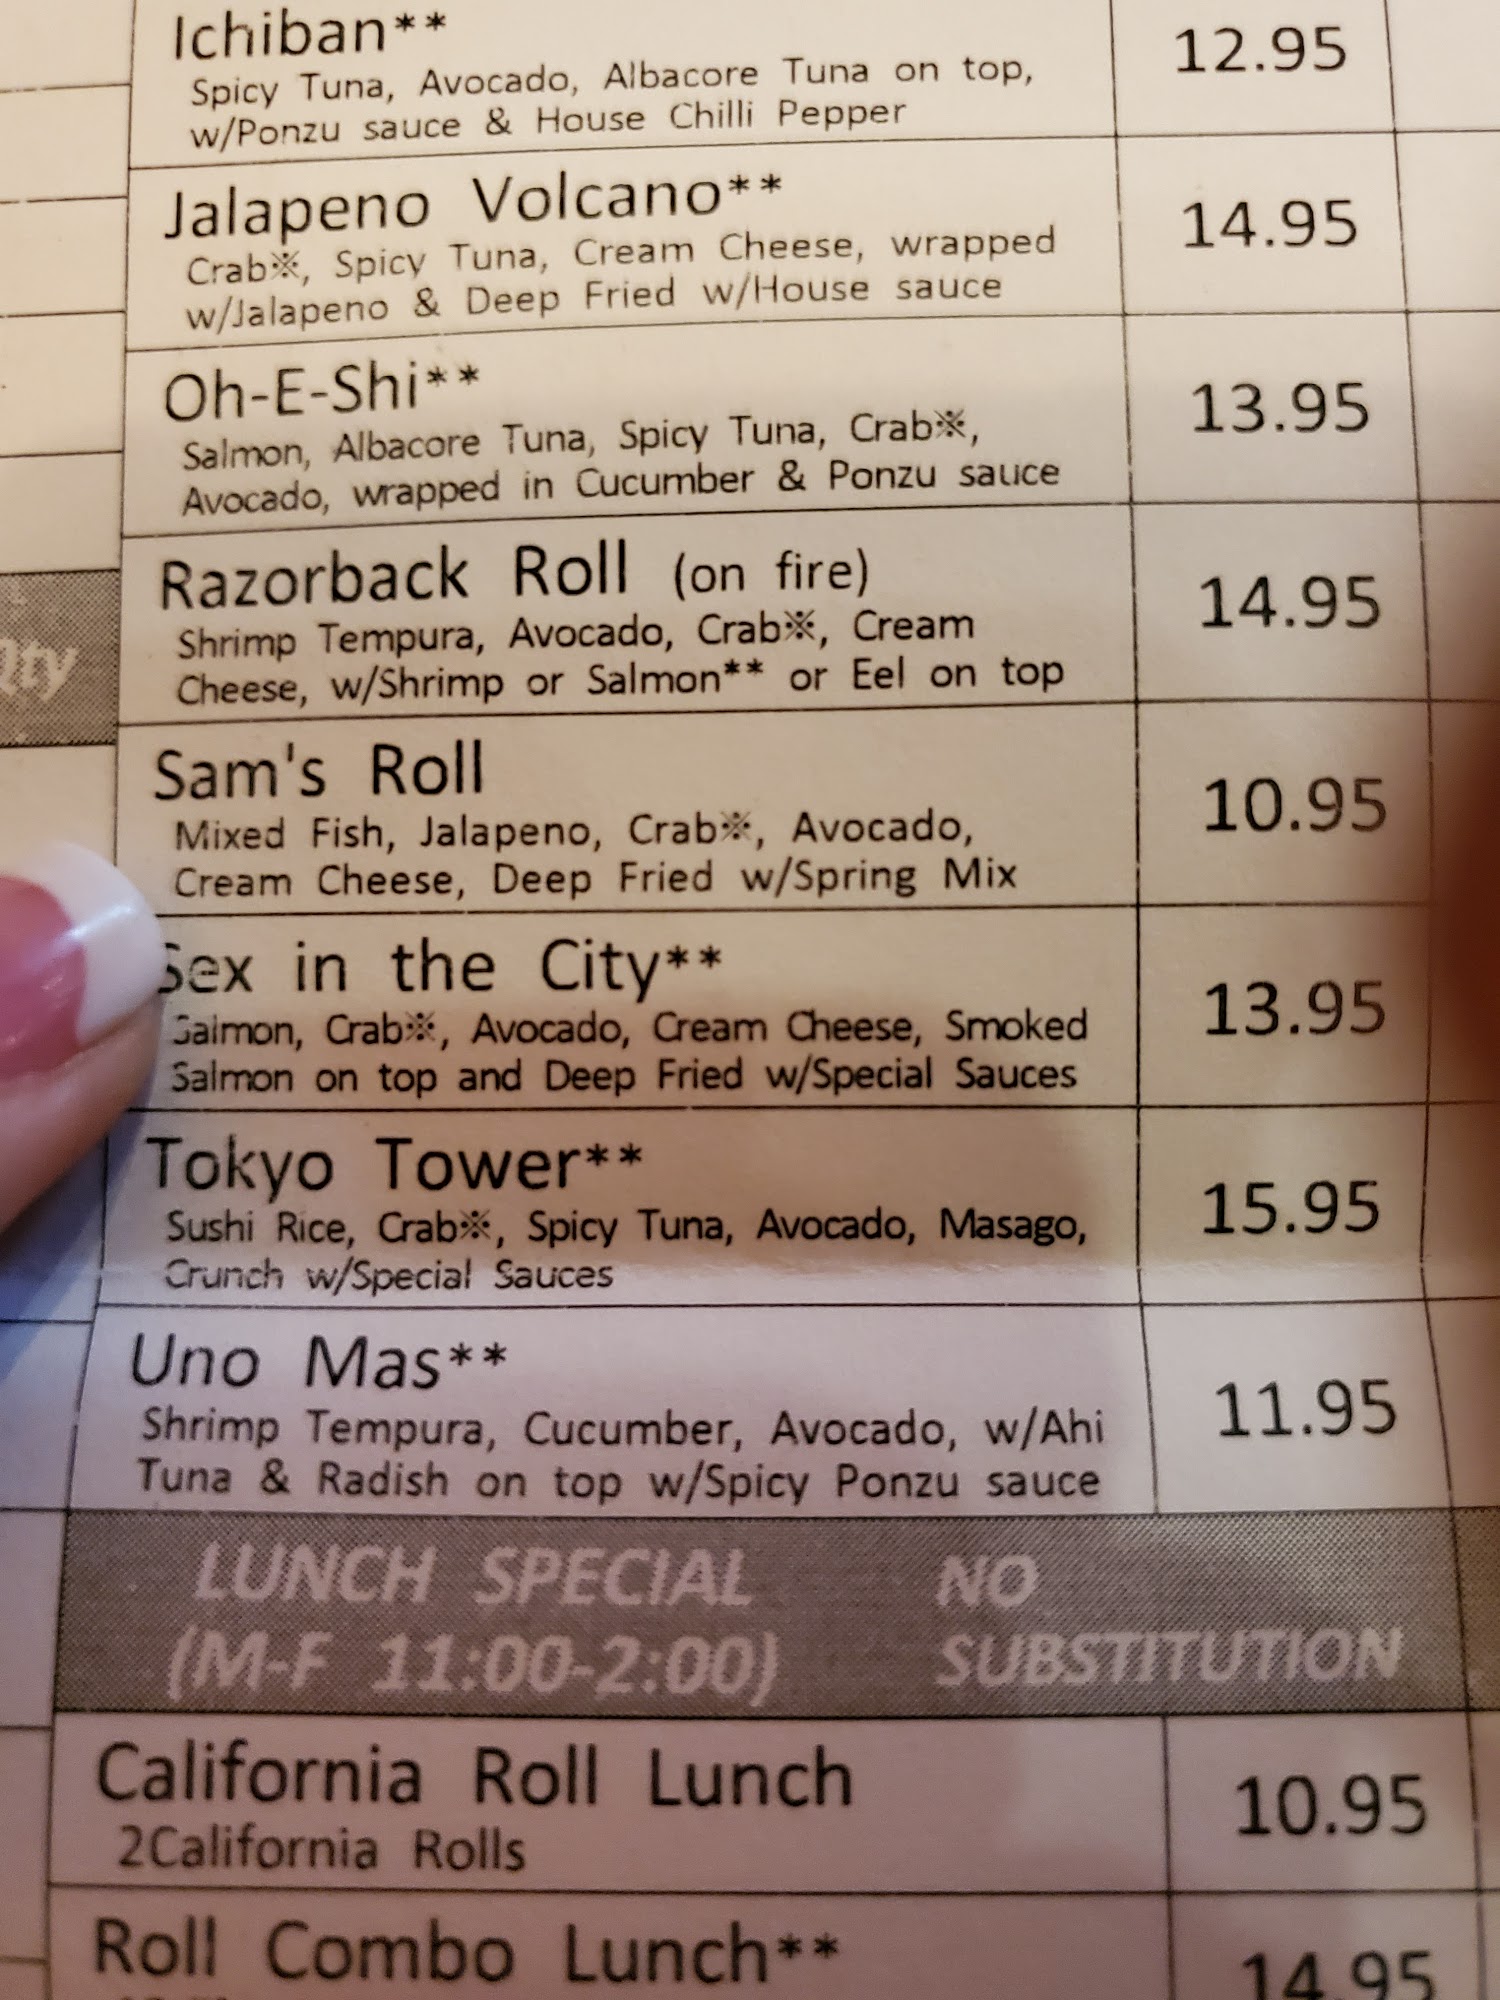 Ichiban**
12.95
Spicy Tuna, Avocado, Albacore Tuna on top,
w/Ponzu sauce & House Chilli Pepper
Jalapeno Volcano**
14.95
Crab※, Spicy Tuna, Cream Cheese, wrapped
w/Jalapeno & Deep Fried w/House sauce
Oh-E-Shi**
13.95
Salmon, Albacore Tuna, Spicy Tuna, Crab※,
Avocado, wrapped in Cucumber & Ponzu sauce
Razorback Roll (on fire)
14.95
Shrimp Tempura, Avocado, Crab※, Cream
Cheese, w/Shrimp or Salmon** or Eel on top
Qty
Sam's Roll
10.95
Mixed Fish, Jalapeno, Crab※, Avocado,
Cream Cheese, Deep Fried w/Spring Mix
Sex in the City**
13.95
Salmon, Crab※, Avocado, Cream Cheese, Smoked
Salmon on top and Deep Fried w/Special Sauces
Tokyo Tower**
15.95
Sushi Rice, Crab※, Spicy Tuna, Avocado, Masago,
Crunch w/Special Sauces
Uno Mas**
11.95
Shrimp Tempura, Cucumber, Avocado, w/Ahi
Tuna & Radish on top w/Spicy Ponzu sauce
LUNCH SPECIAL
(M-F 11:00-2:00)
NO
SUBSTITUTION
California Roll Lunch
10.95
2California Rolls
Roll Combo Lunch**
14.95